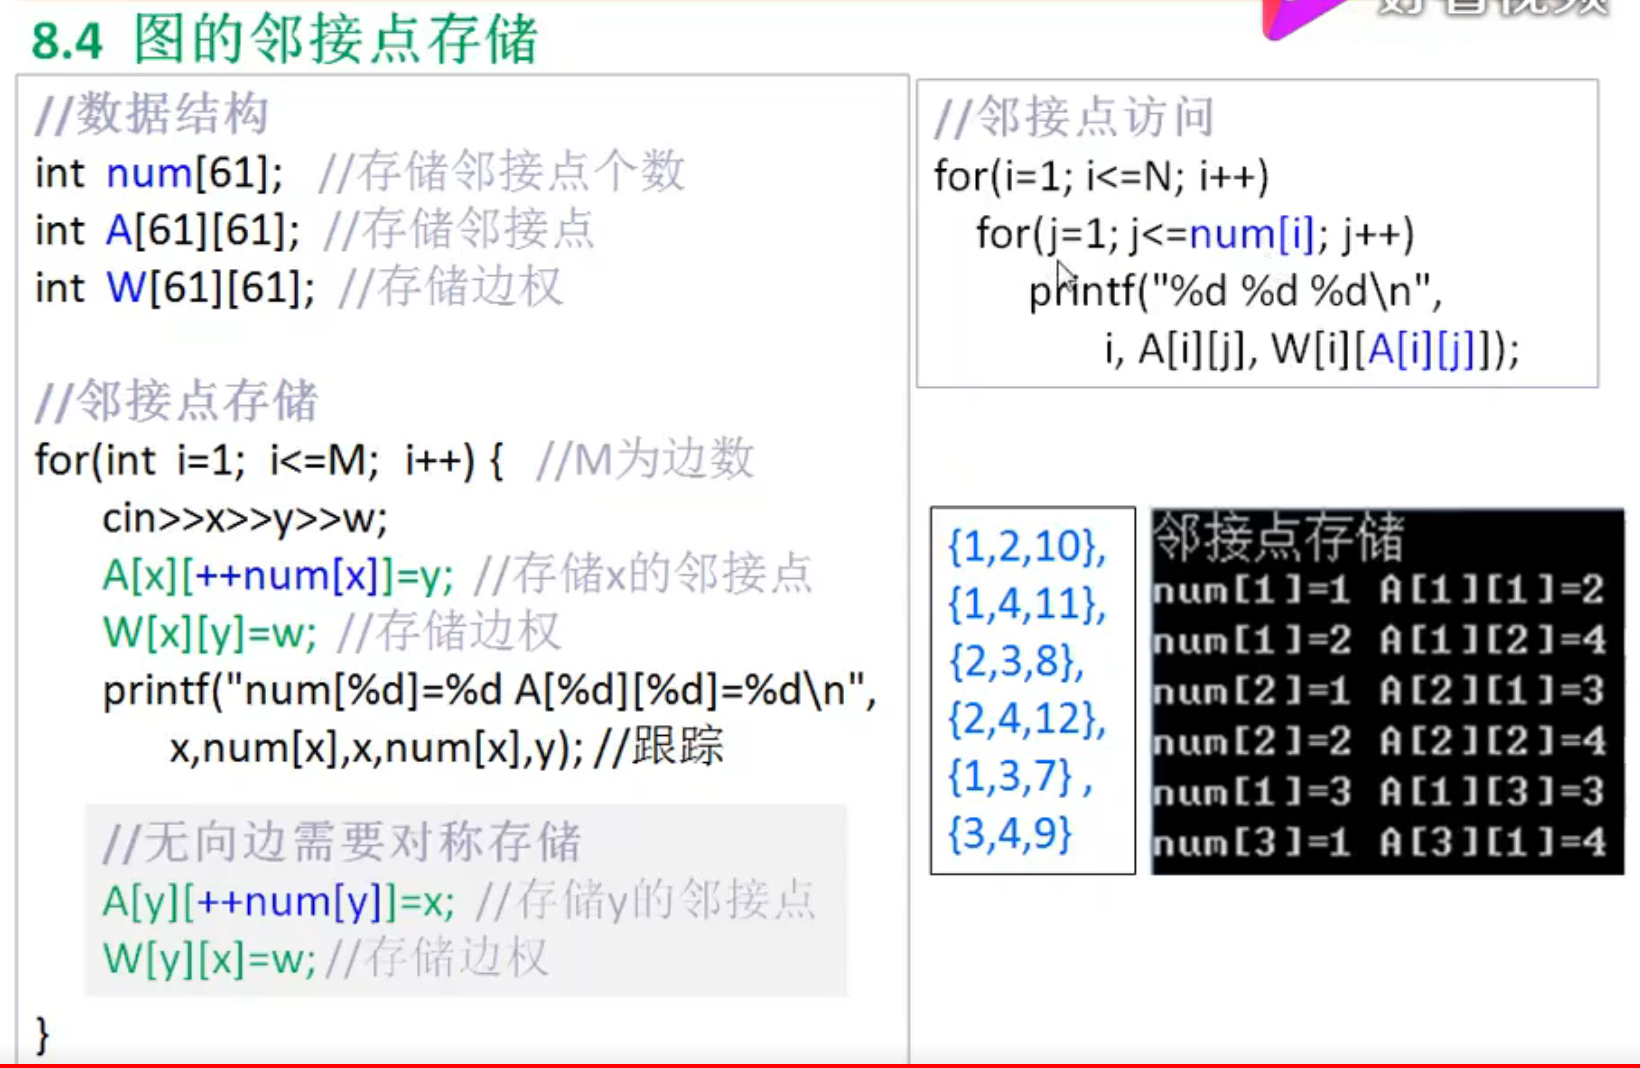 好看视频
8.4 图的邻接点存储
//数据结构
int num[61]; //存储邻接点个数
int A[61][61]; //存储邻接点
int W[61][61]; //存储边权
//邻接点存储
for(int i=1; i<=M; i++) { //M为边数
cin>>x>>y>>w;
A[x][++num[x]]=y; //存储x的邻接点
W[x][y]=w; //存储边权
printf("num[%d]=%d A[%d][%d]=%d\n",
x,num[x],x,num[x],y); //跟踪
//无向边需要对称存储
A[y][++num[y]]=x; //存储y的邻接点
W[y][x]=w; //存储边权
}
//邻接点访问
for(i=1; i<=N; i++)
for(j=1; j<=num[i]; j++)
printf("%d %d %d\n",
i, A[i][j], W[i][A[i][j]]);
{1,2,10},
{1,4,11},
{2,3,8},
{2,4,12},
{1,3,7} ,
{3,4,9}
邻接点存储
num[1]=1 A[1][1]=2
num[1]=2 A[1][2]=4
num[2]=1 A[2][1]=3
num[2]=2 A[2][2]=4
num[1]=3 A[1][3]=3
num[3]=1 A[3][1]=4